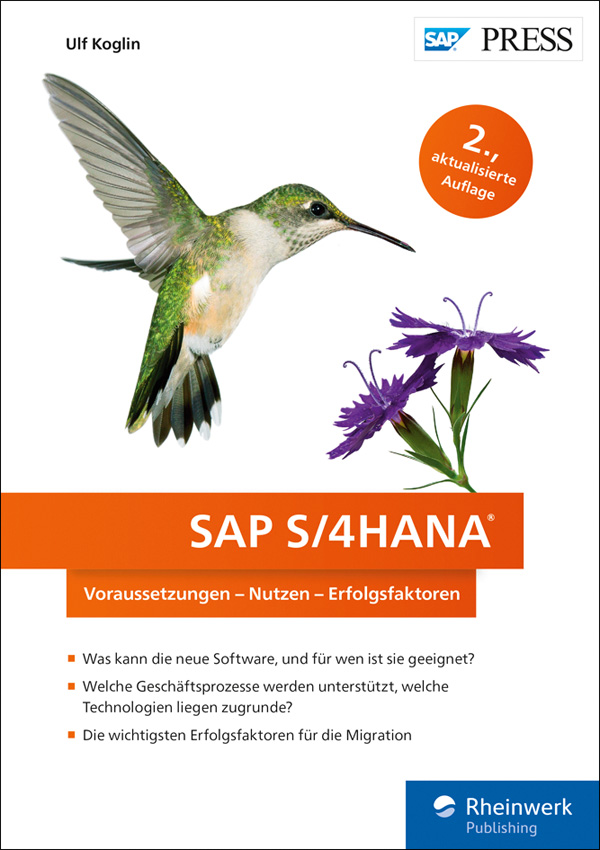 Ulf Koglin
SAP PRESS
2.,
aktualisierte
Auflage
SAP S/4HANA®
Voraussetzungen – Nutzen – Erfolgsfaktoren
■ Was kann die neue Software, und für wen ist sie geeignet?
■ Welche Geschäftsprozesse werden unterstützt, welche
Technologien liegen zugrunde?
■ Die wichtigsten Erfolgsfaktoren für die Migration
Rheinwerk
Publishing